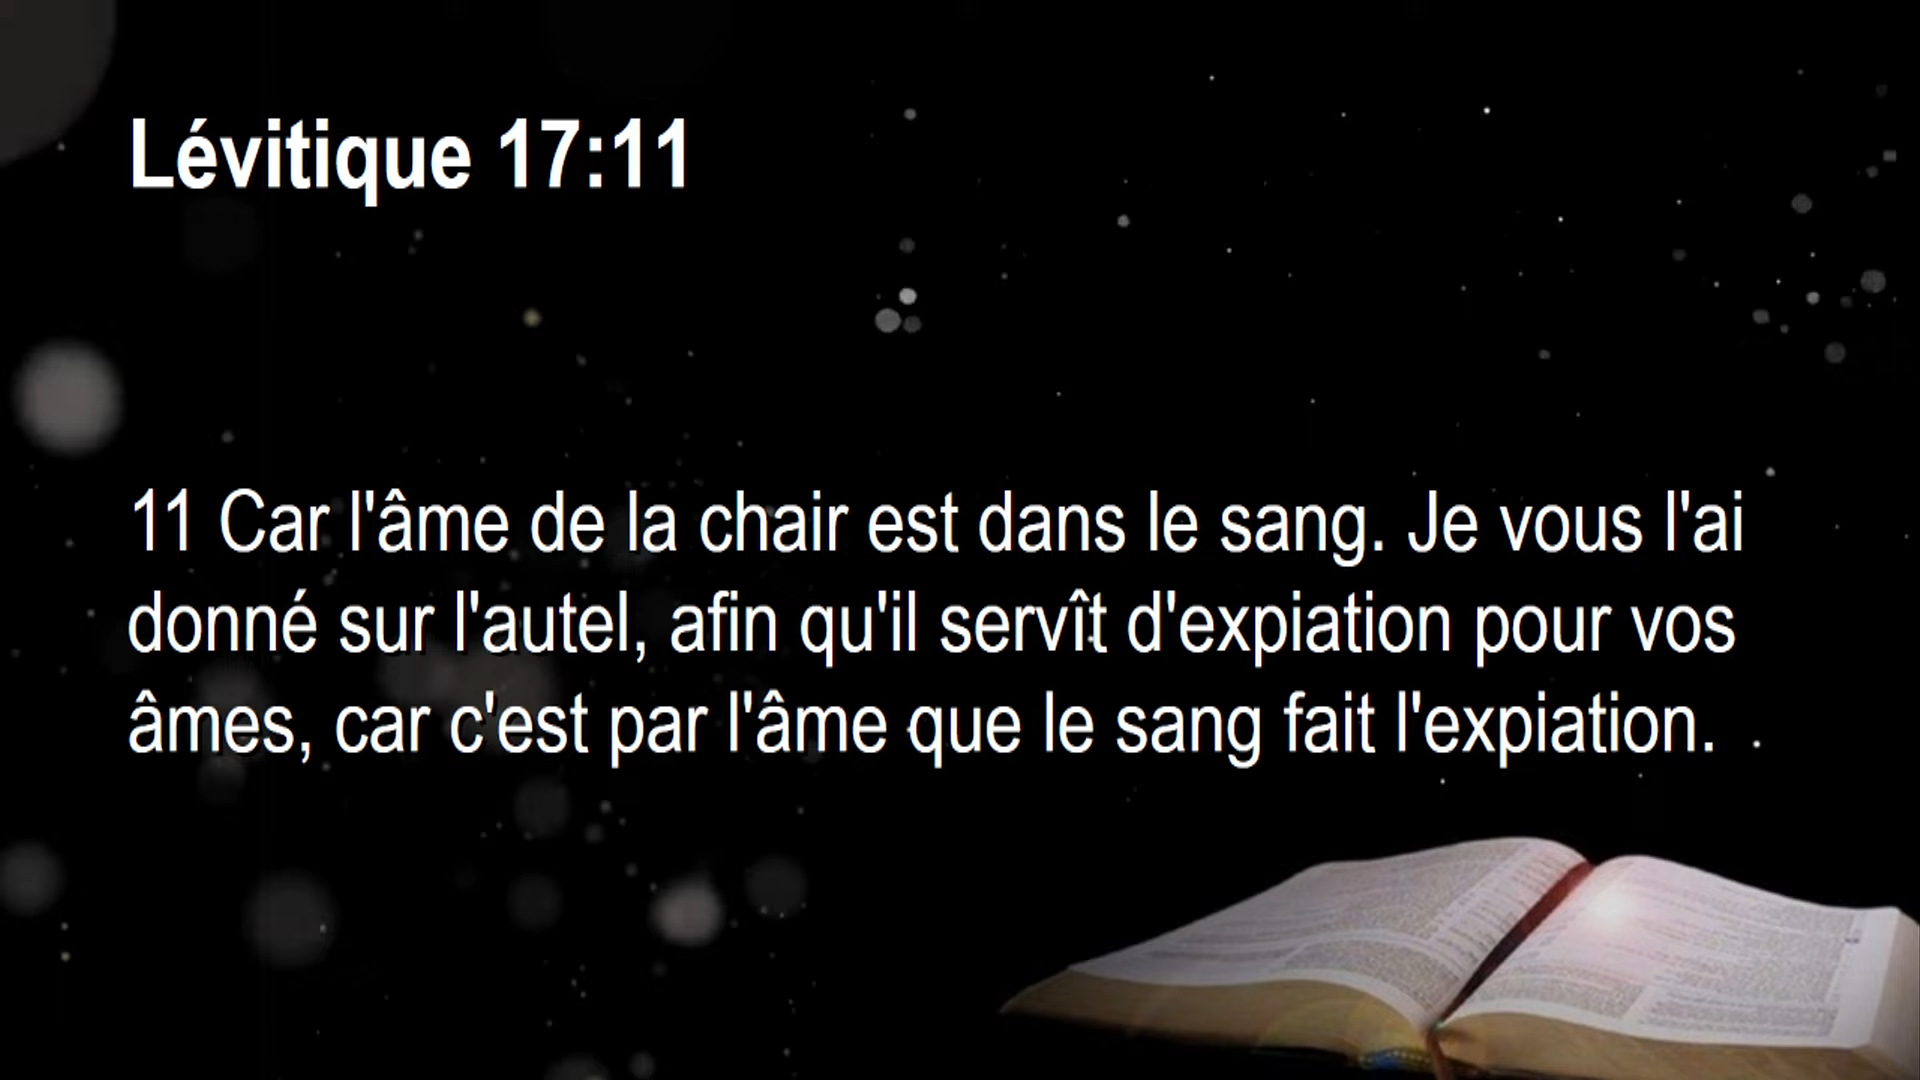 Lévitique 17:11
11 Car l'âme de la chair est dans le sang. Je vous l'ai
donné sur l'autel, afin qu'il servît d'expiation pour vos
âmes, car c'est par l'âme que le sang fait l'expiation.